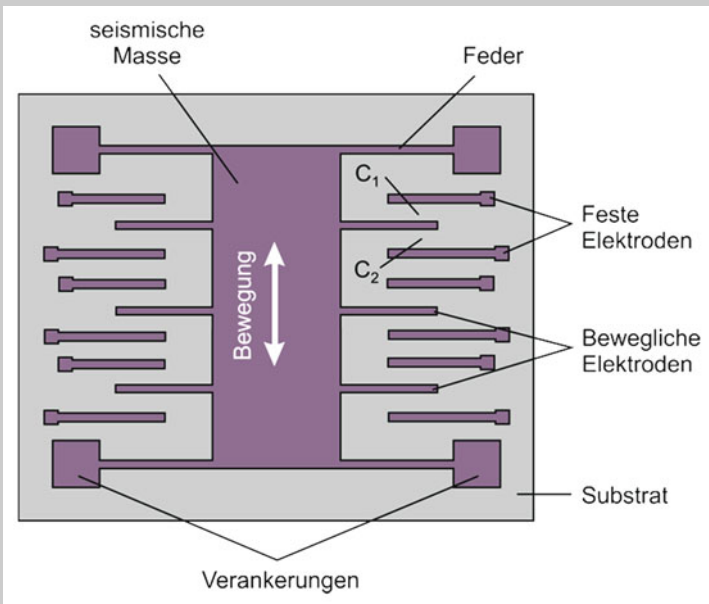 seismische
Masse
Feder
C₁
Feste
Elektroden
C₂
Bewegung
Bewegliche
Elektroden
Substrat
Verankerungen